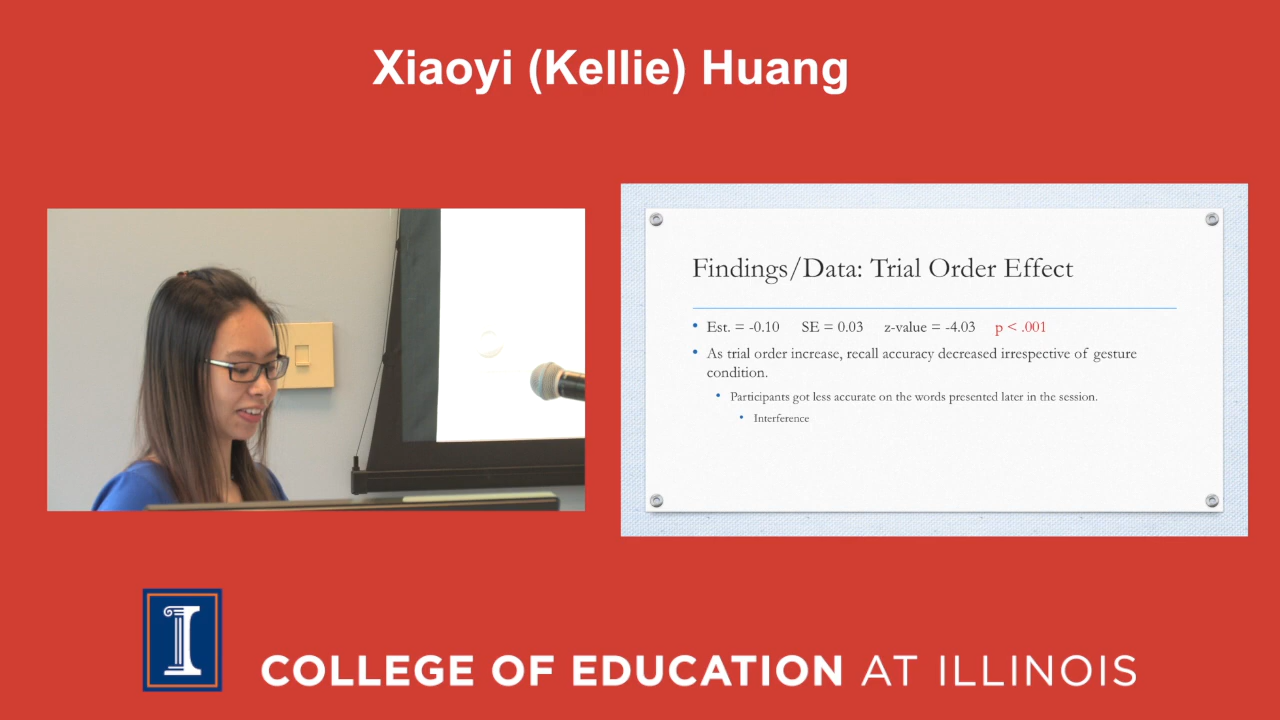 Xiaoyi (Kellie) Huang
Findings/Data: Trial Order Effect
• Est. = -0.10 SE = 0.03 z-value = -4.03 p < .001
• As trial order increase, recall accuracy decreased irrespective of gesture
condition.
• Participants got less accurate on the words presented later in the session.
• Interference
I
COLLEGE OF EDUCATION AT ILLINOIS